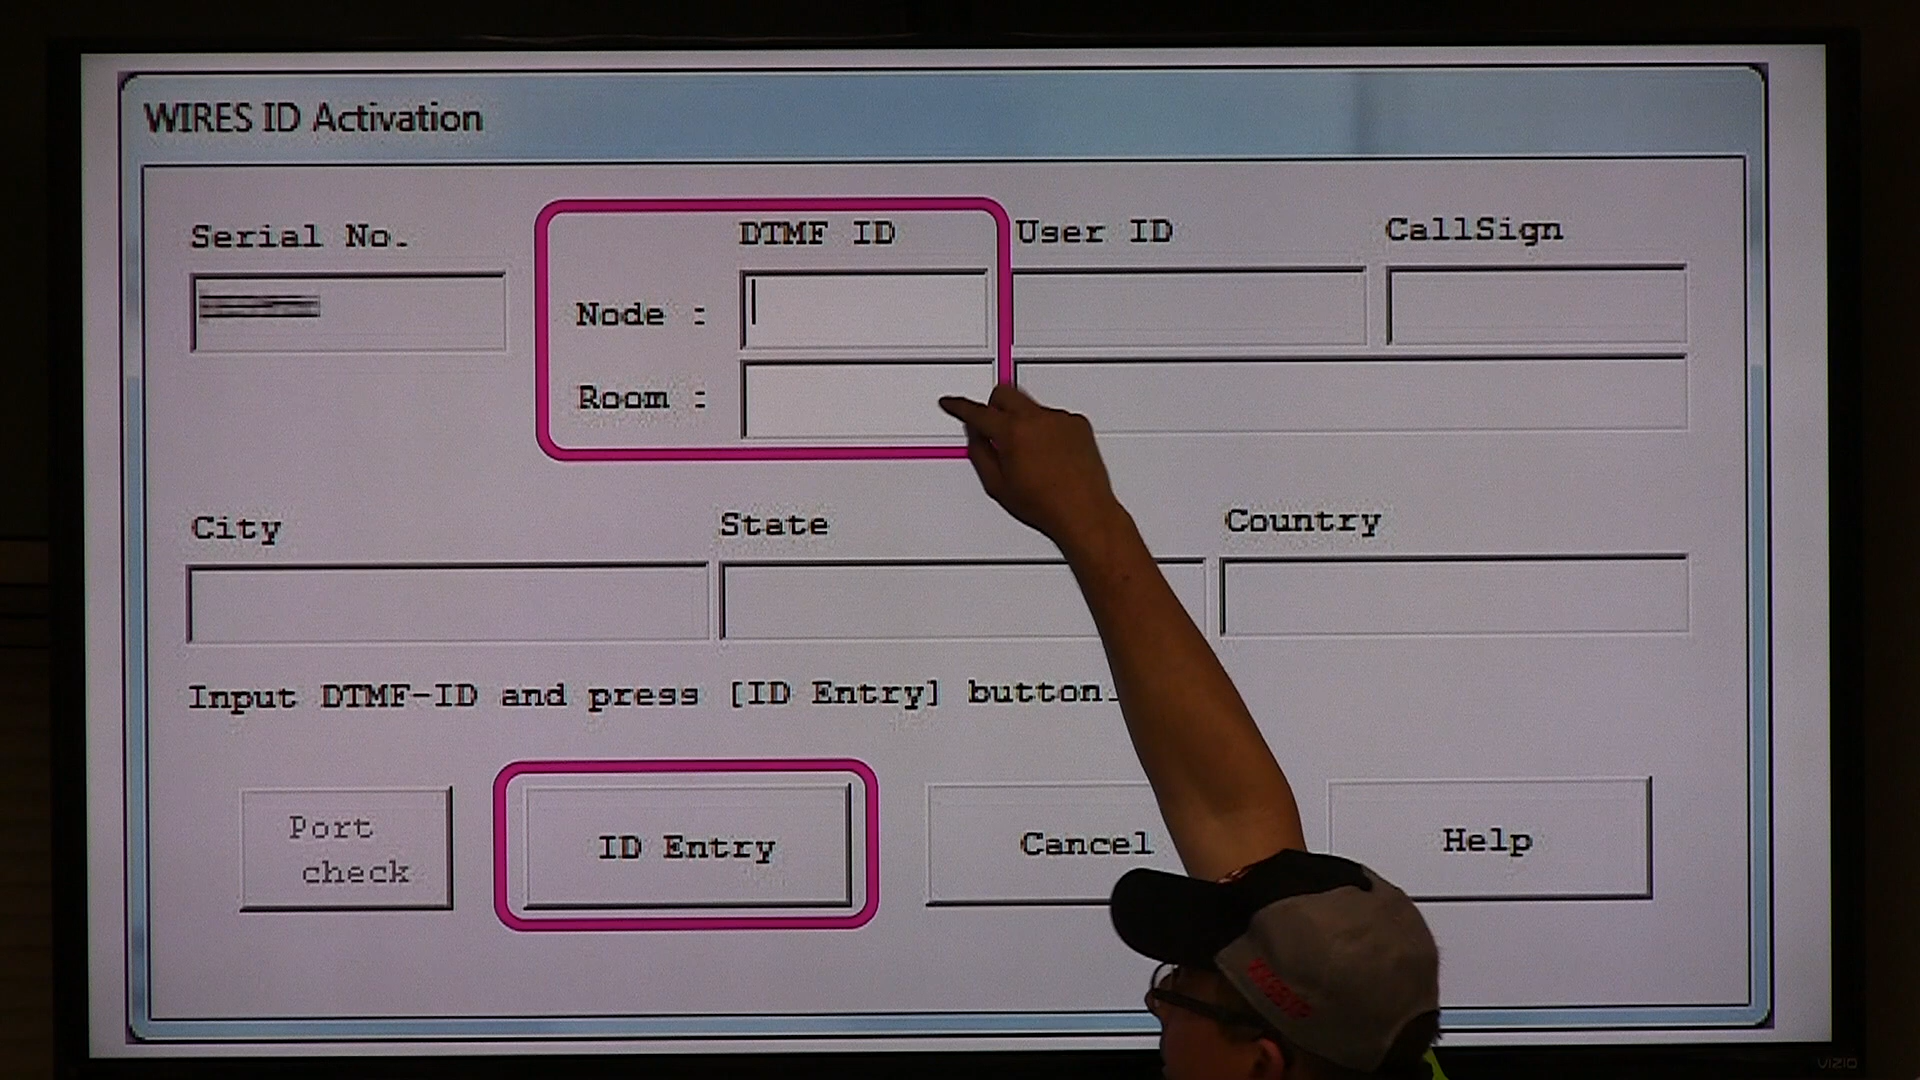 WIRES ID Activation
Serial No. DTMF ID User ID CallSign
Node :
Room :
City State Country
Input DTMF-ID and press [ID Entry] button.
Port check ID Entry Cancel Help
VIZIO